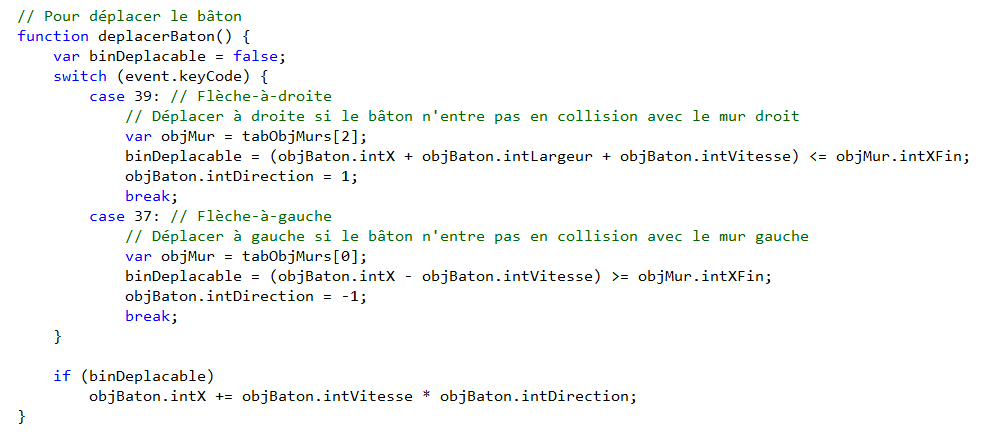 // Pour déplacer le bâton
function deplacerBaton() {
    var binDeplacable = false;
    switch (event.keyCode) {
        case 39: // Flèche-à-droite
            // Déplacer à droite si le bâton n'entre pas en collision avec le mur droit
            var objMur = tabObjMurs[2];
            binDeplacable = (objBaton.intX + objBaton.intLargeur + objBaton.intVitesse) <= objMur.intXFin;
            objBaton.intDirection = 1;
            break;
        case 37: // Flèche-à-gauche
            // Déplacer à gauche si le bâton n'entre pas en collision avec le mur gauche
            var objMur = tabObjMurs[0];
            binDeplacable = (objBaton.intX - objBaton.intVitesse) >= objMur.intXFin;
            objBaton.intDirection = -1;
            break;
    }

    if (binDeplacable)
        objBaton.intX += objBaton.intVitesse * objBaton.intDirection;
}